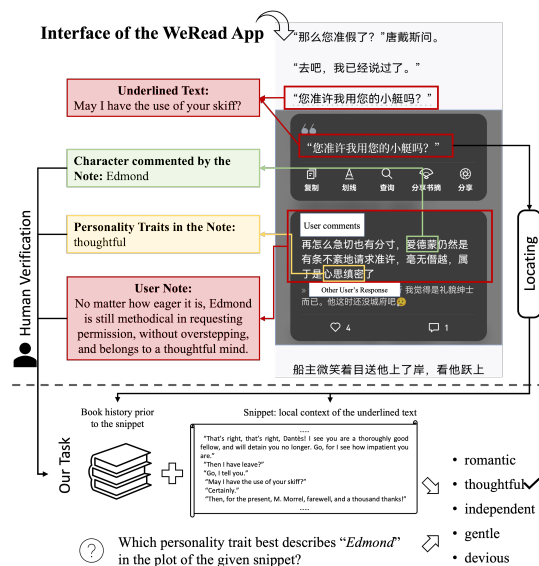 Interface of the WeRead App
“那么您准假了？”唐戴斯问。
“去吧，我已经说过了。”
“您准许我用您的小艇吗？”
Underlined Text:
May I have the use of your skiff?
“您准许我用您的小艇吗？”
复制 划线 查询 分享书摘 分享
Character commented by the
Note: Edmond
Personality Traits in the Note:
thoughtful
User comments
再怎么急切也有分寸，爱德蒙仍然是
有条不紊地请求准许，毫无僭越，属
于是心思缜密了
Other User's Response
我觉得是礼貌绅士
而已。他这时还没城府吧
4 1
User Note:
No matter how eager it is, Edmond
is still methodical in requesting
permission, without overstepping,
and belongs to a thoughtful mind.
船主微笑着目送他上了岸，看他跃上
Human Verification
Locating
Our Task
Book history prior
to the snippet
Snippet: local context of the underlined text
....
“That's right, that's right, Dantès! I see you are a thoroughly good
fellow, and will detain you no longer. Go, for I see how impatient you
are.”
“Then I have leave?”
“Go, I tell you.”
“May I have the use of your skiff?”
“Certainly.”
“Then, for the present, M. Morrel, farewell, and a thousand thanks!”
....
• romantic
• thoughtful
• independent
• gentle
• devious
? Which personality trait best describes “Edmond”
in the plot of the given snippet?